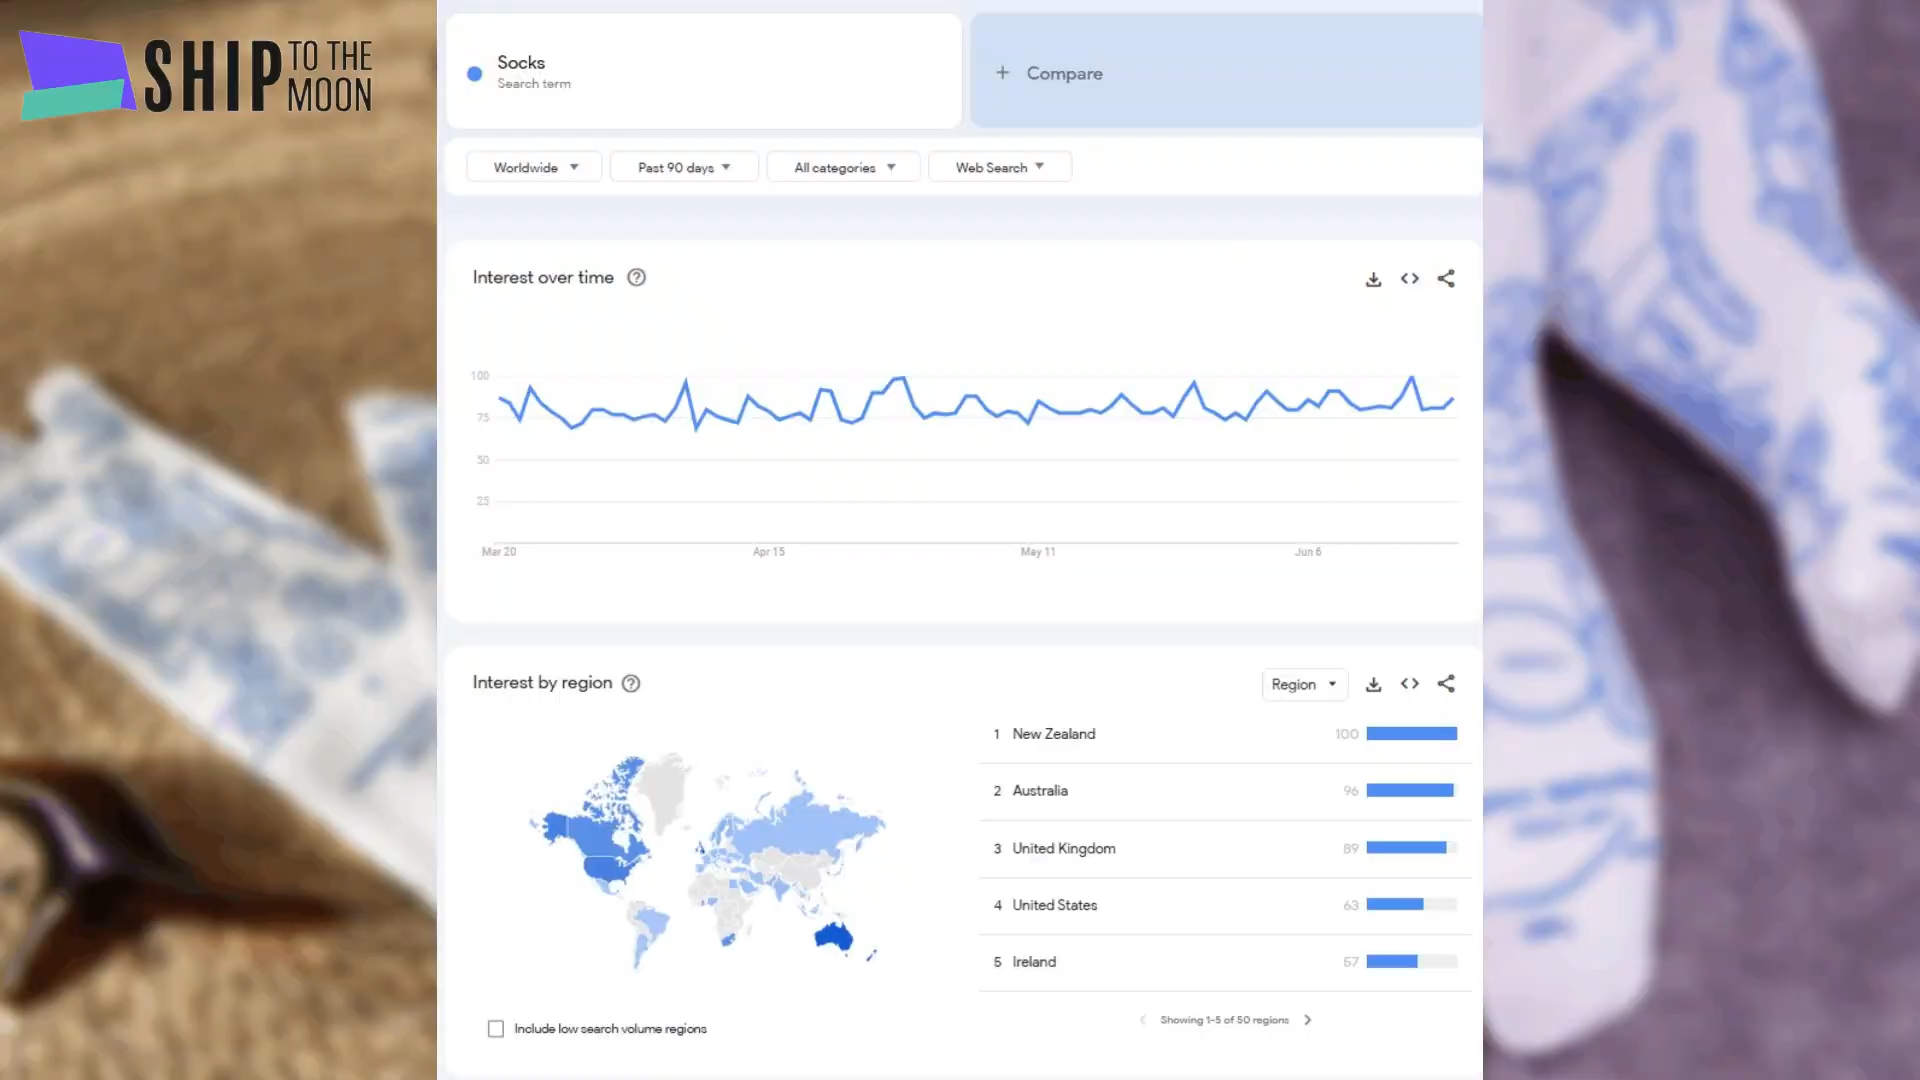 SHIP TO THE MOON
Socks
Search term
+ Compare
Worldwide
Past 90 days
All categories
Web Search
Interest over time
100
75
50
25
Mar 20
Apr 15
May 11
Jun 6
Interest by region
Region
1 New Zealand 100
2 Australia 96
3 United Kingdom 89
4 United States 63
5 Ireland 57
Include low search volume regions
Showing 1-5 of 50 regions